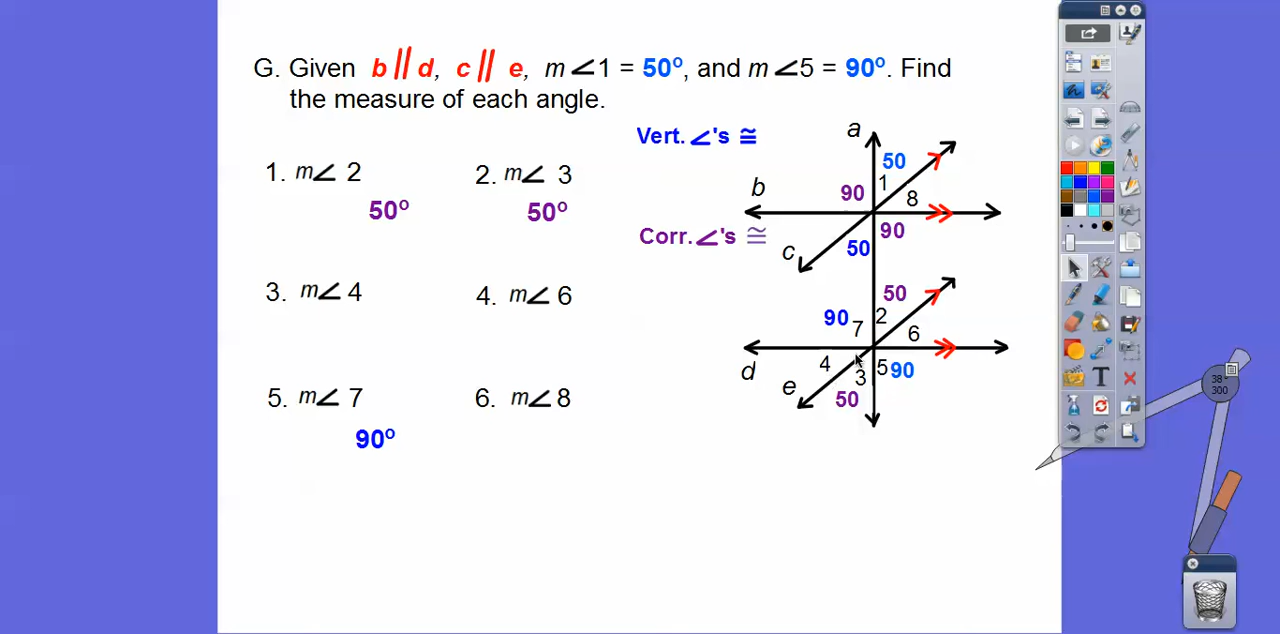 G. Given b || d, c || e, m∠1 = 50°, and m∠5 = 90°. Find
the measure of each angle.
Vert. ∠'s ≅
Corr. ∠'s ≅
1. m∠ 2
50°
2. m∠ 3
50°
3. m∠ 4
4. m∠ 6
5. m∠ 7
90°
6. m∠ 8
a
50
1
b
90
8
90
c
50
50
90
2
7
6
d
4
5
90
e
3
50
38
300
T